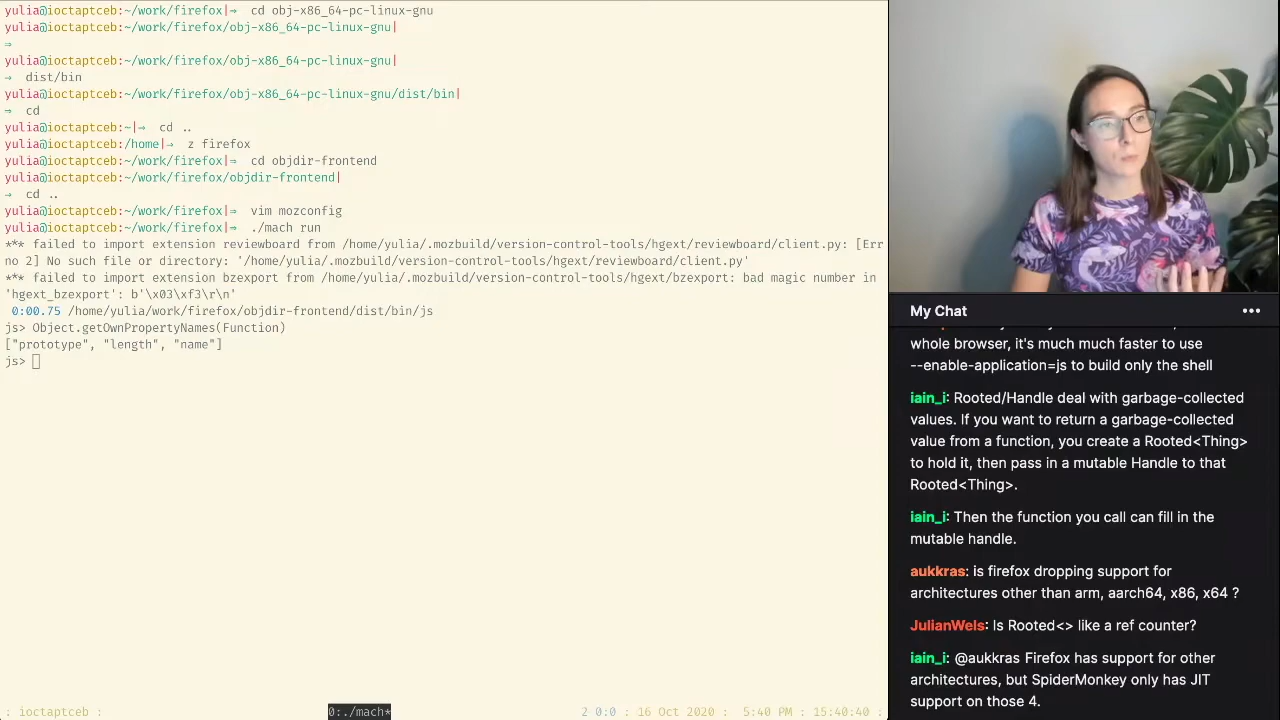 yulia@ioctaptceb:~/work/firefox|⇒  cd obj-x86_64-pc-linux-gnu
yulia@ioctaptceb:~/work/firefox/obj-x86_64-pc-linux-gnu|
⇒
yulia@ioctaptceb:~/work/firefox/obj-x86_64-pc-linux-gnu|
→  dist/bin
yulia@ioctaptceb:~/work/firefox/obj-x86_64-pc-linux-gnu/dist/bin|
→  cd
yulia@ioctaptceb:~|→  cd ..
yulia@ioctaptceb:/home|→  z firefox
yulia@ioctaptceb:~/work/firefox|⇒  cd objdir-frontend
yulia@ioctaptceb:~/work/firefox/objdir-frontend|
→  cd ..
yulia@ioctaptceb:~/work/firefox|⇒  vim mozconfig
yulia@ioctaptceb:~/work/firefox|⇒  ./mach run
*** failed to import extension reviewboard from /home/yulia/.mozbuild/version-control-tools/hgext/reviewboard/client.py: [Err
no 2] No such file or directory: '/home/yulia/.mozbuild/version-control-tools/hgext/reviewboard/client.py'
*** failed to import extension bzexport from /home/yulia/.mozbuild/version-control-tools/hgext/bzexport: bad magic number in
'hgext_bzexport': b'\x03\xf3\r\n'
0:00.75 /home/yulia/work/firefox/objdir-frontend/dist/bin/js
js> Object.getOwnPropertyNames(Function)
["prototype", "length", "name"]
js>
: ioctaptceb :
0:./mach*
2 0:0 : 16 Oct 2020 : 5:40 PM : 15:40:40 :
My Chat •••
whole browser, it's much much faster to use
--enable-application=js to build only the shell
iain_i: Rooted/Handle deal with garbage-collected
values. If you want to return a garbage-collected
value from a function, you create a Rooted<Thing>
to hold it, then pass in a mutable Handle to that
Rooted<Thing>.
iain_i: Then the function you call can fill in the
mutable handle.
aukkras: is firefox dropping support for
architectures other than arm, aarch64, x86, x64 ?
JulianWels: Is Rooted<> like a ref counter?
iain_i: @aukkras Firefox has support for other
architectures, but SpiderMonkey only has JIT
support on those 4.